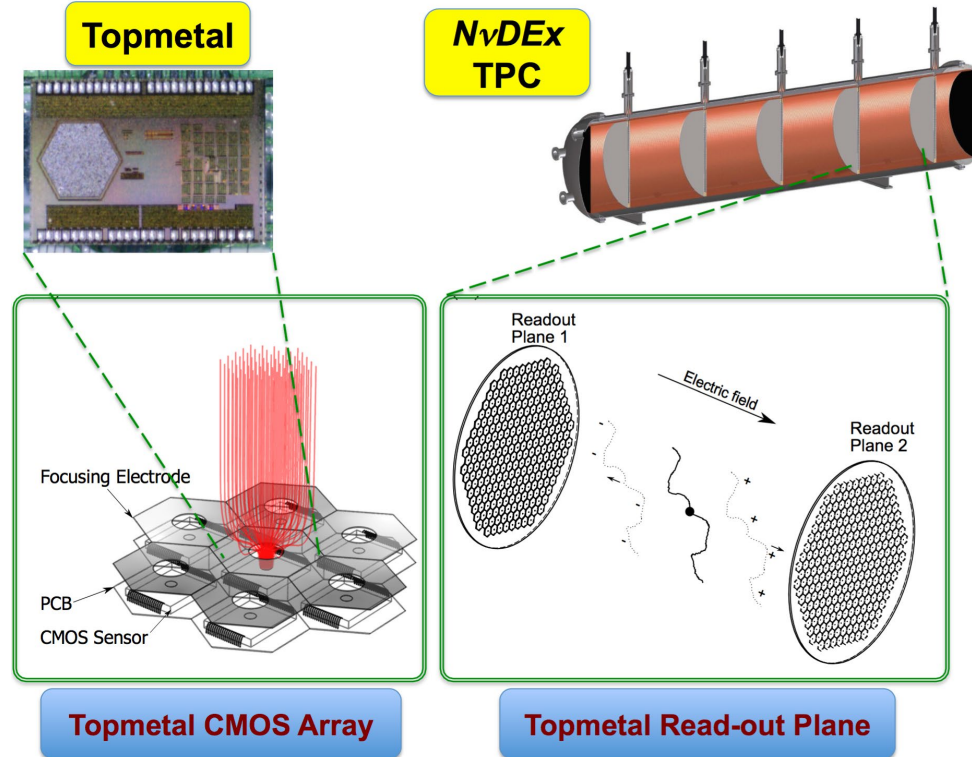 Topmetal
NνDEx
TPC
Readout
Plane 1
Electric field
Readout
Plane 2
-
-
-
-
+
+
+
+
Focusing Electrode
PCB
CMOS Sensor
Topmetal CMOS Array
Topmetal Read-out Plane